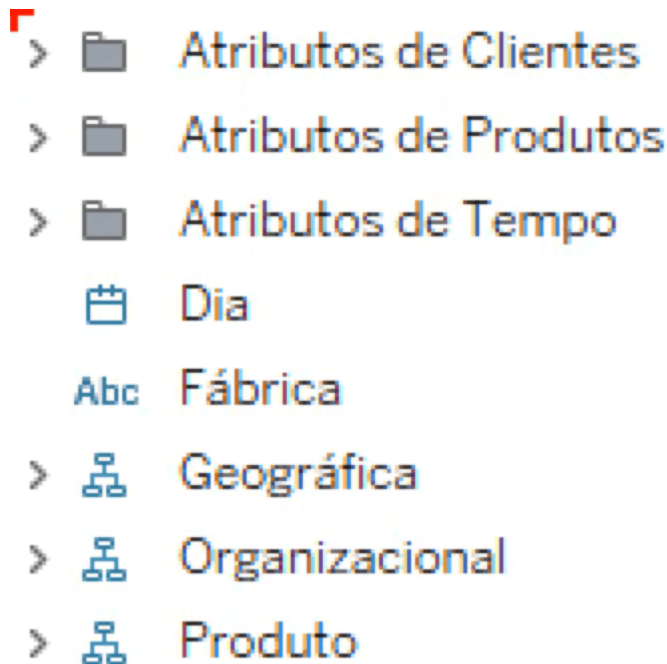 Atributos de Clientes
Atributos de Produtos
Atributos de Tempo
Dia
Abc Fábrica
Geográfica
Organizacional
Produto